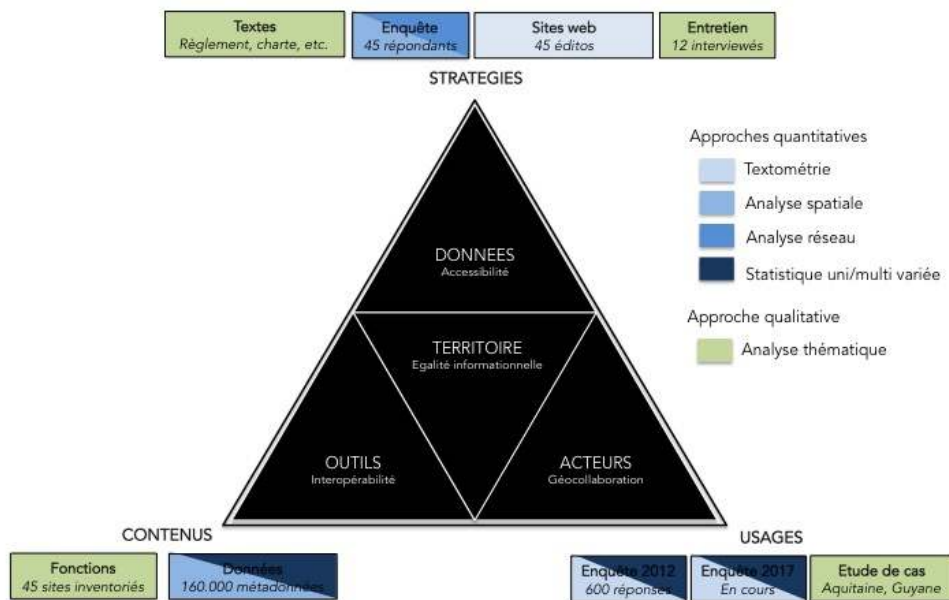 Textes
Règlement, charte, etc.
Enquête
45 répondants
Sites web
45 éditos
Entretien
12 interviewés
STRATEGIES
Approches quantitatives
Textométrie
Analyse spatiale
Analyse réseau
Statistique uni/multi variée
Approche qualitative
Analyse thématique
DONNEES
Accessibilité
TERRITOIRE
Egalité informationnelle
OUTILS
Interopérabilité
ACTEURS
Géocollaboration
CONTENUS
USAGES
Fonctions
45 sites inventoriés
Données
160.000 métadonnées
Enquête 2012
600 réponses
Enquête 2017
En cours
Etude de cas
Aquitaine, Guyane